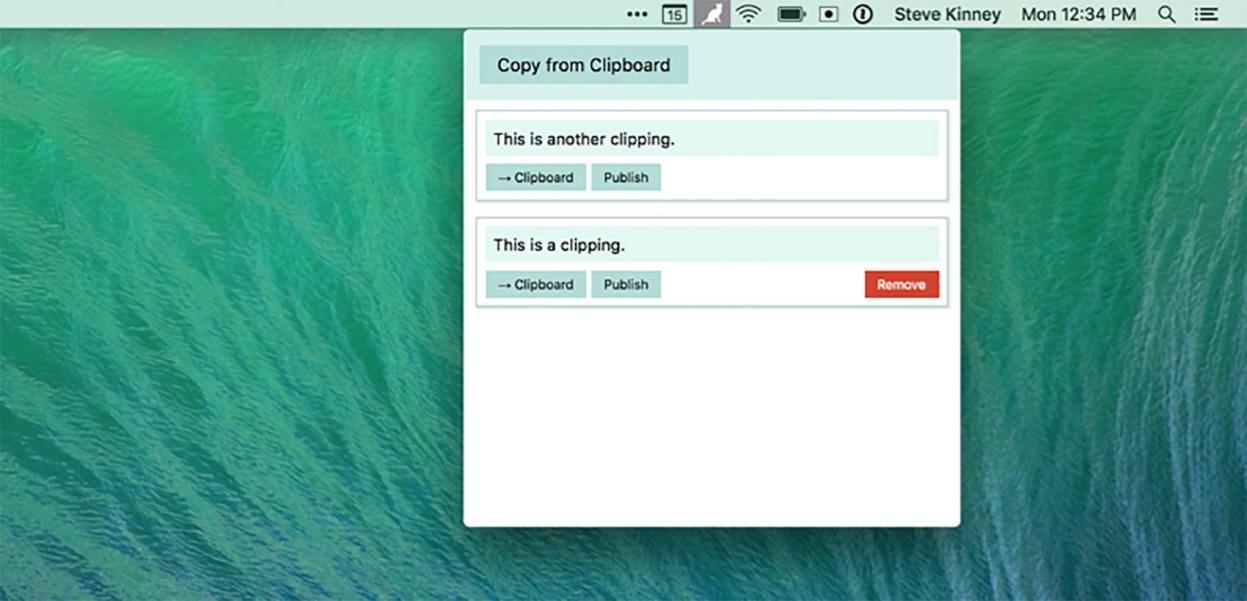 15
Steve Kinney Mon 12:34 PM
Copy from Clipboard
This is another clipping.
→ Clipboard Publish
This is a clipping.
→ Clipboard Publish Remove